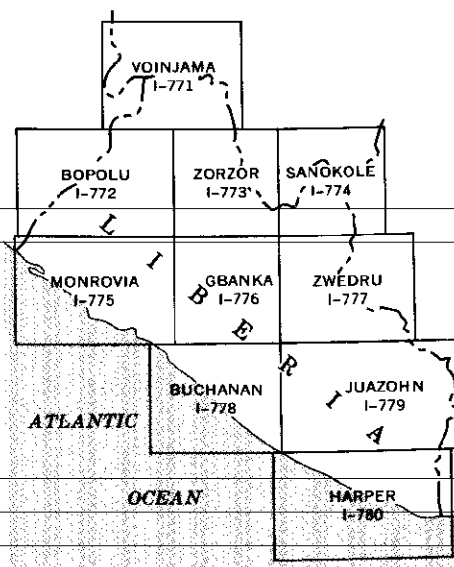 VOINJAMA
I-771
BOPOLU
I-772
ZORZOR
I-773
SANOKOLE
I-774
LIBERIA
MONROVIA
I-775
GBANKA
I-776
ZWEDRU
I-777
BUCHANAN
I-778
JUAZOHN
I-779
ATLANTIC
OCEAN
HARPER
I-780